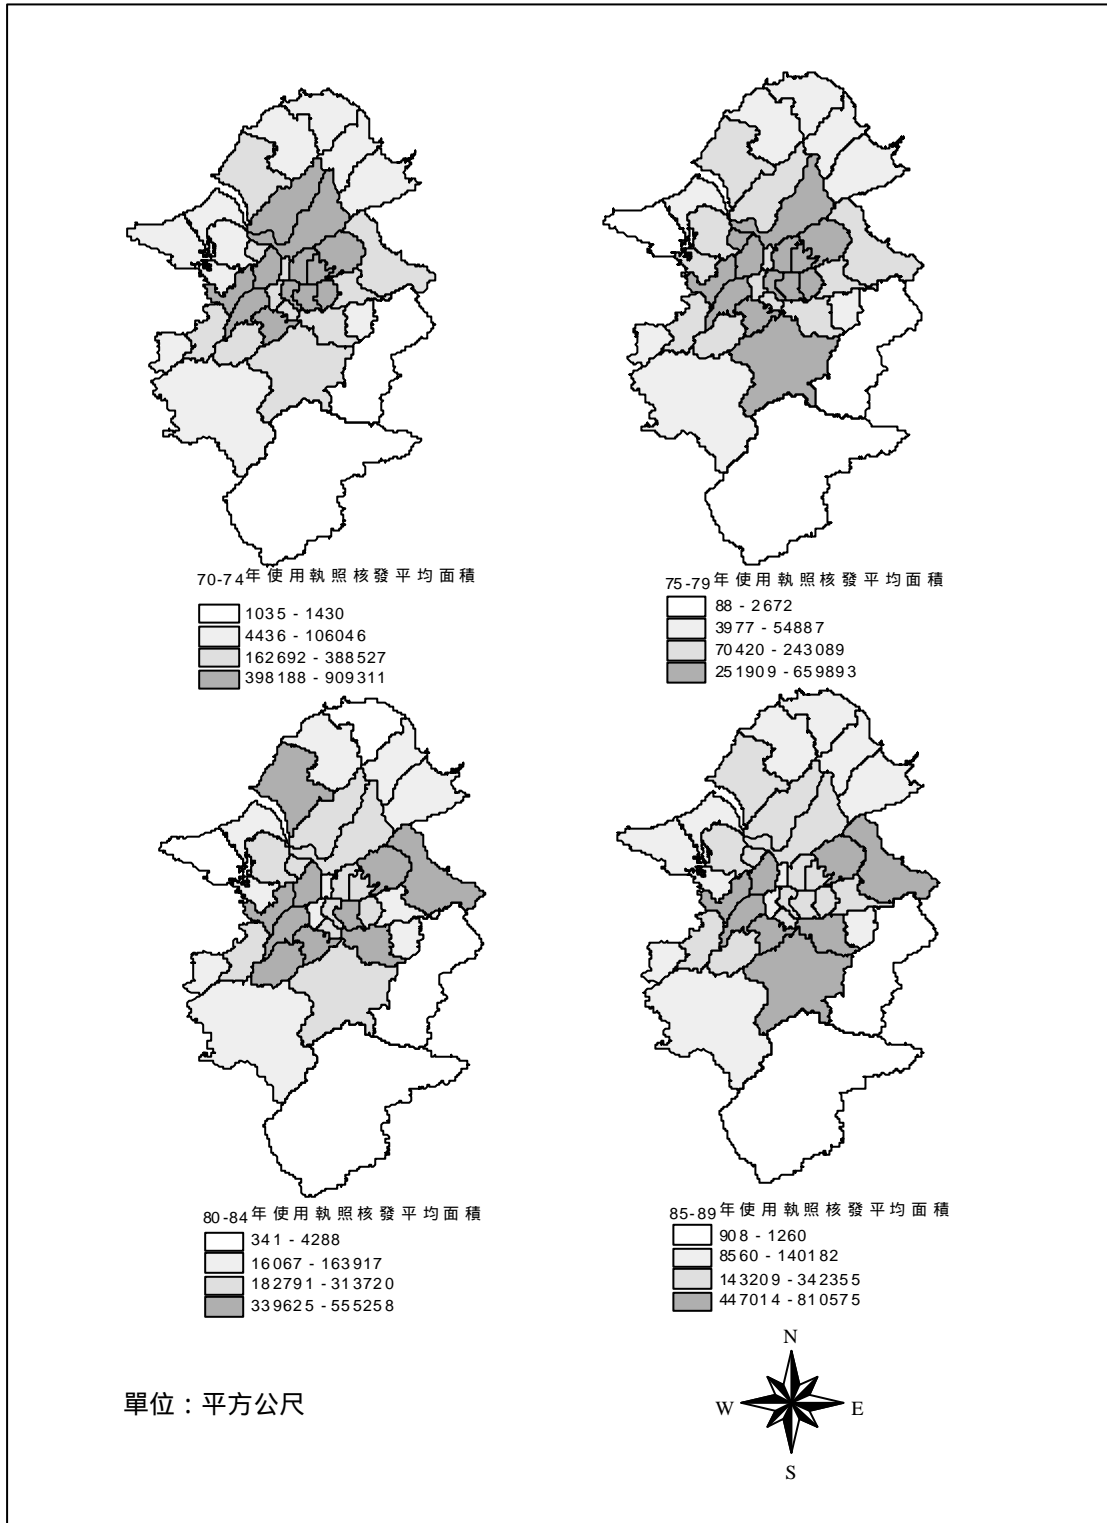 70-74年使用執照核發平均面積
1035 - 1430
4436 - 106046
162692 - 388527
398188 - 909311
75-79年使用執照核發平均面積
88 - 2672
3977 - 54887
70420 - 243089
251909 - 659893
80-84年使用執照核發平均面積
341 - 4288
16067 - 163917
182791 - 313720
339625 - 555258
85-89年使用執照核發平均面積
908 - 1260
8560 - 140182
143209 - 342355
447014 - 810575
單位：平方公尺
N
W E
S